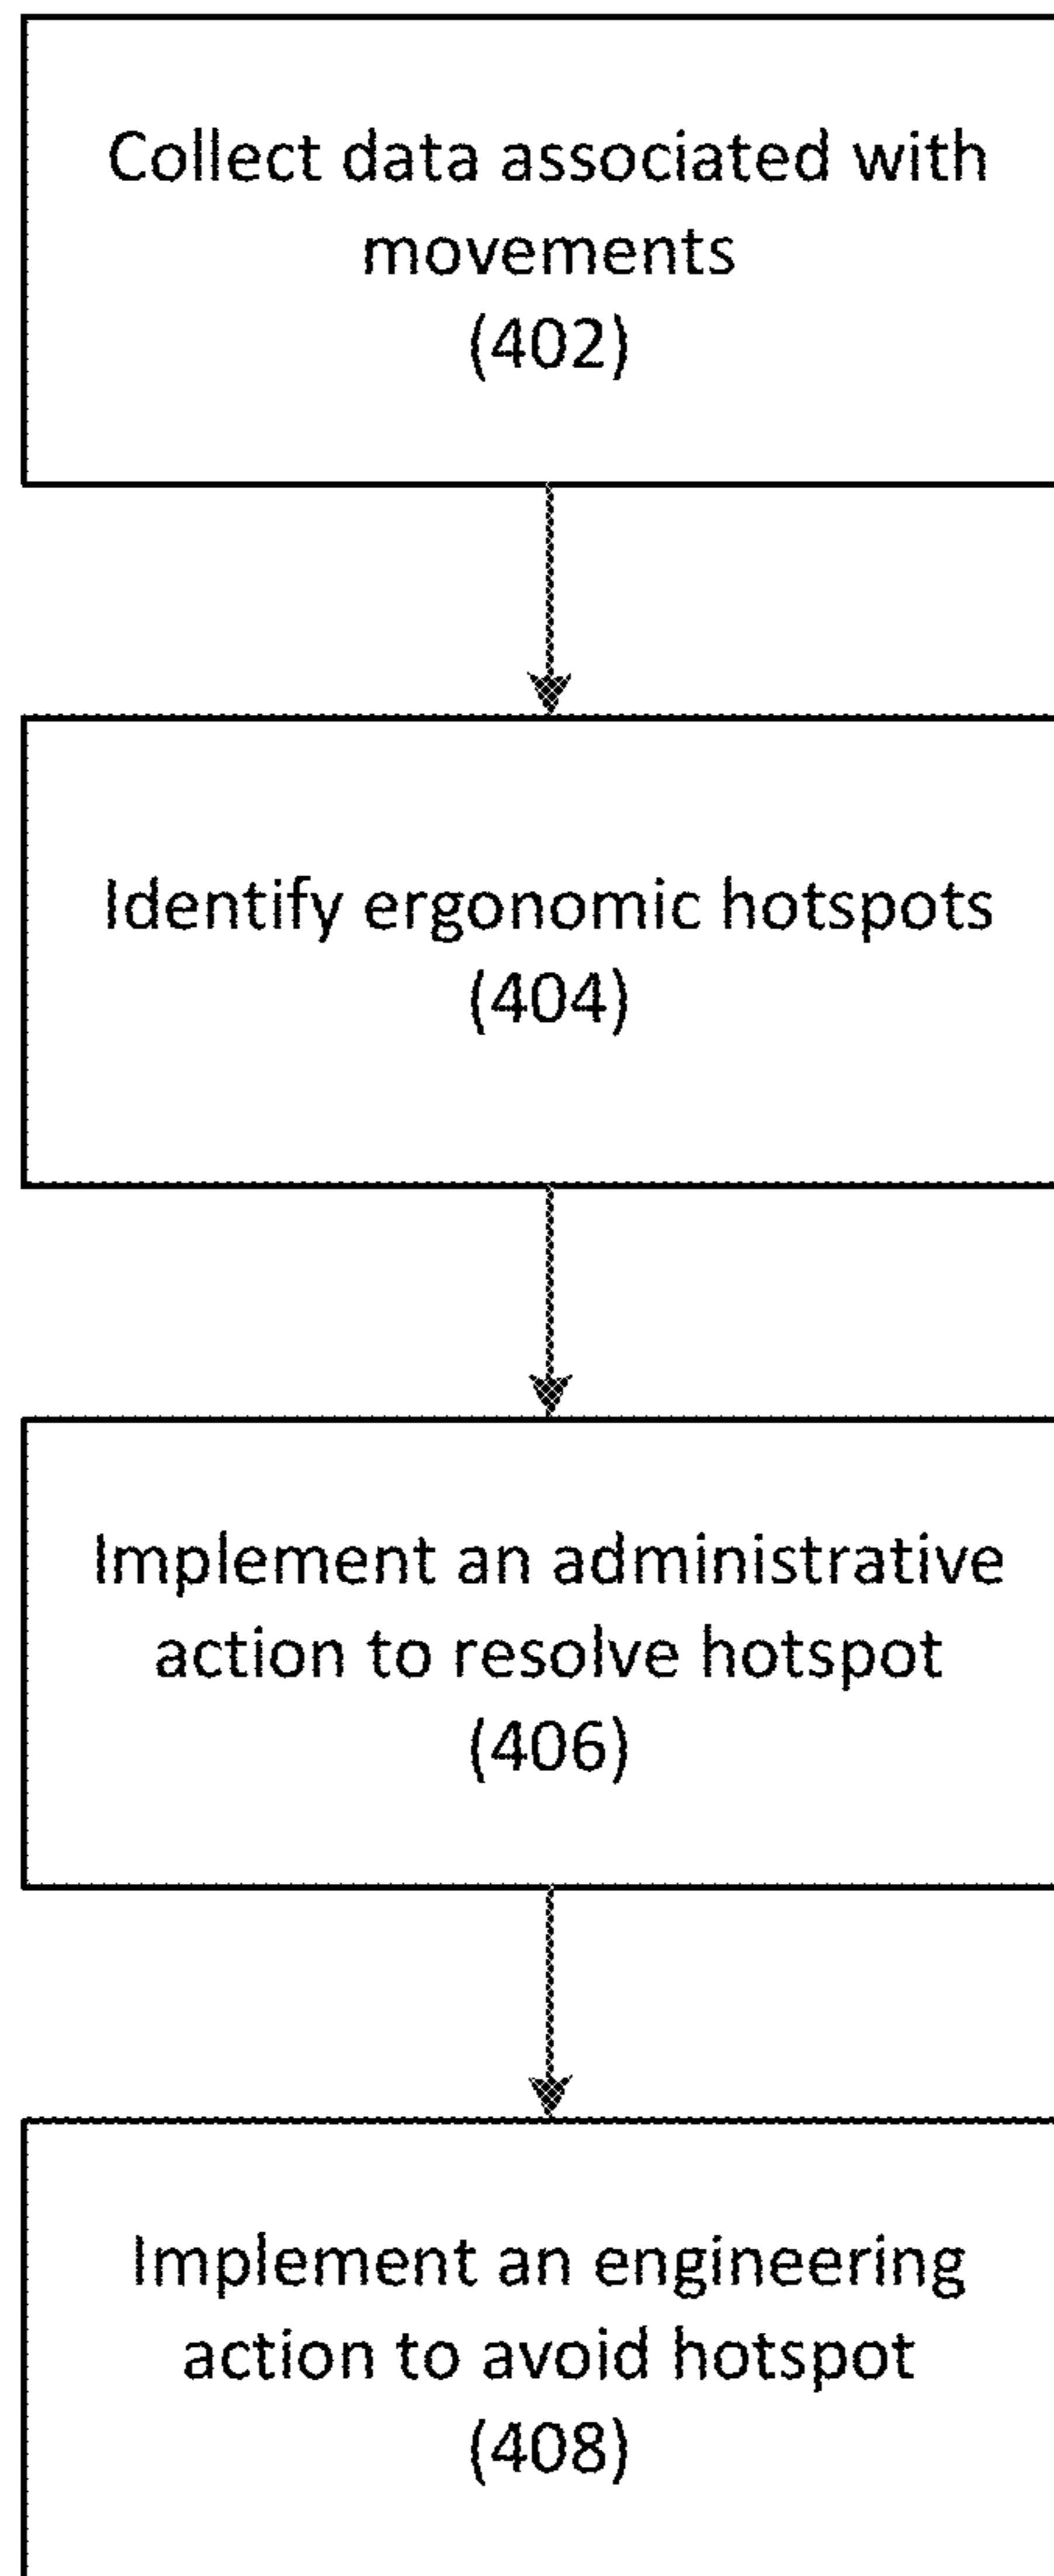 Collect data associated with
movements
(402)
Identify ergonomic hotspots
(404)
Implement an administrative
action to resolve hotspot
(406)
Implement an engineering
action to avoid hotspot
(408)